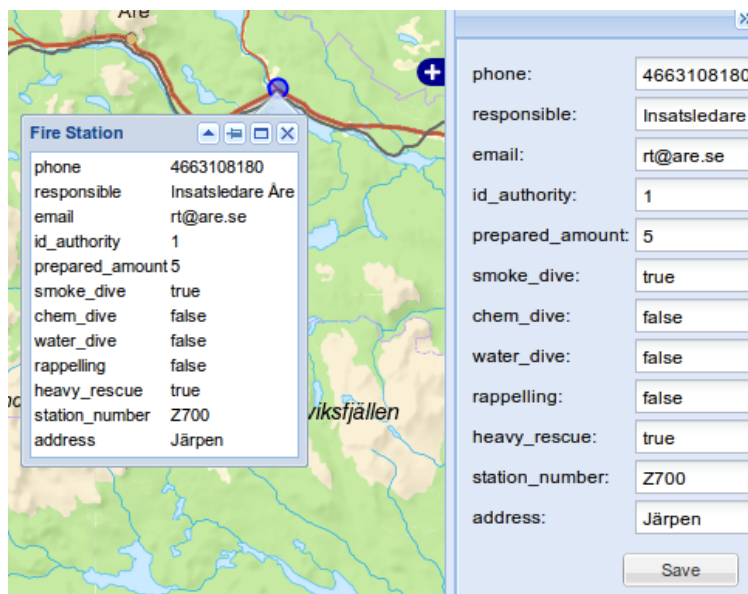 Åre
Fire Station
phone 4663108180
responsible Insatsledare Åre
email rt@are.se
id_authority 1
prepared_amount 5
smoke_dive true
chem_dive false
water_dive false
rappelling false
heavy_rescue true
station_number Z700
address Järpen
viksfjällen
phone: 4663108180
responsible: Insatsledare
email: rt@are.se
id_authority: 1
prepared_amount: 5
smoke_dive: true
chem_dive: false
water_dive: false
rappelling: false
heavy_rescue: true
station_number: Z700
address: Järpen
Save